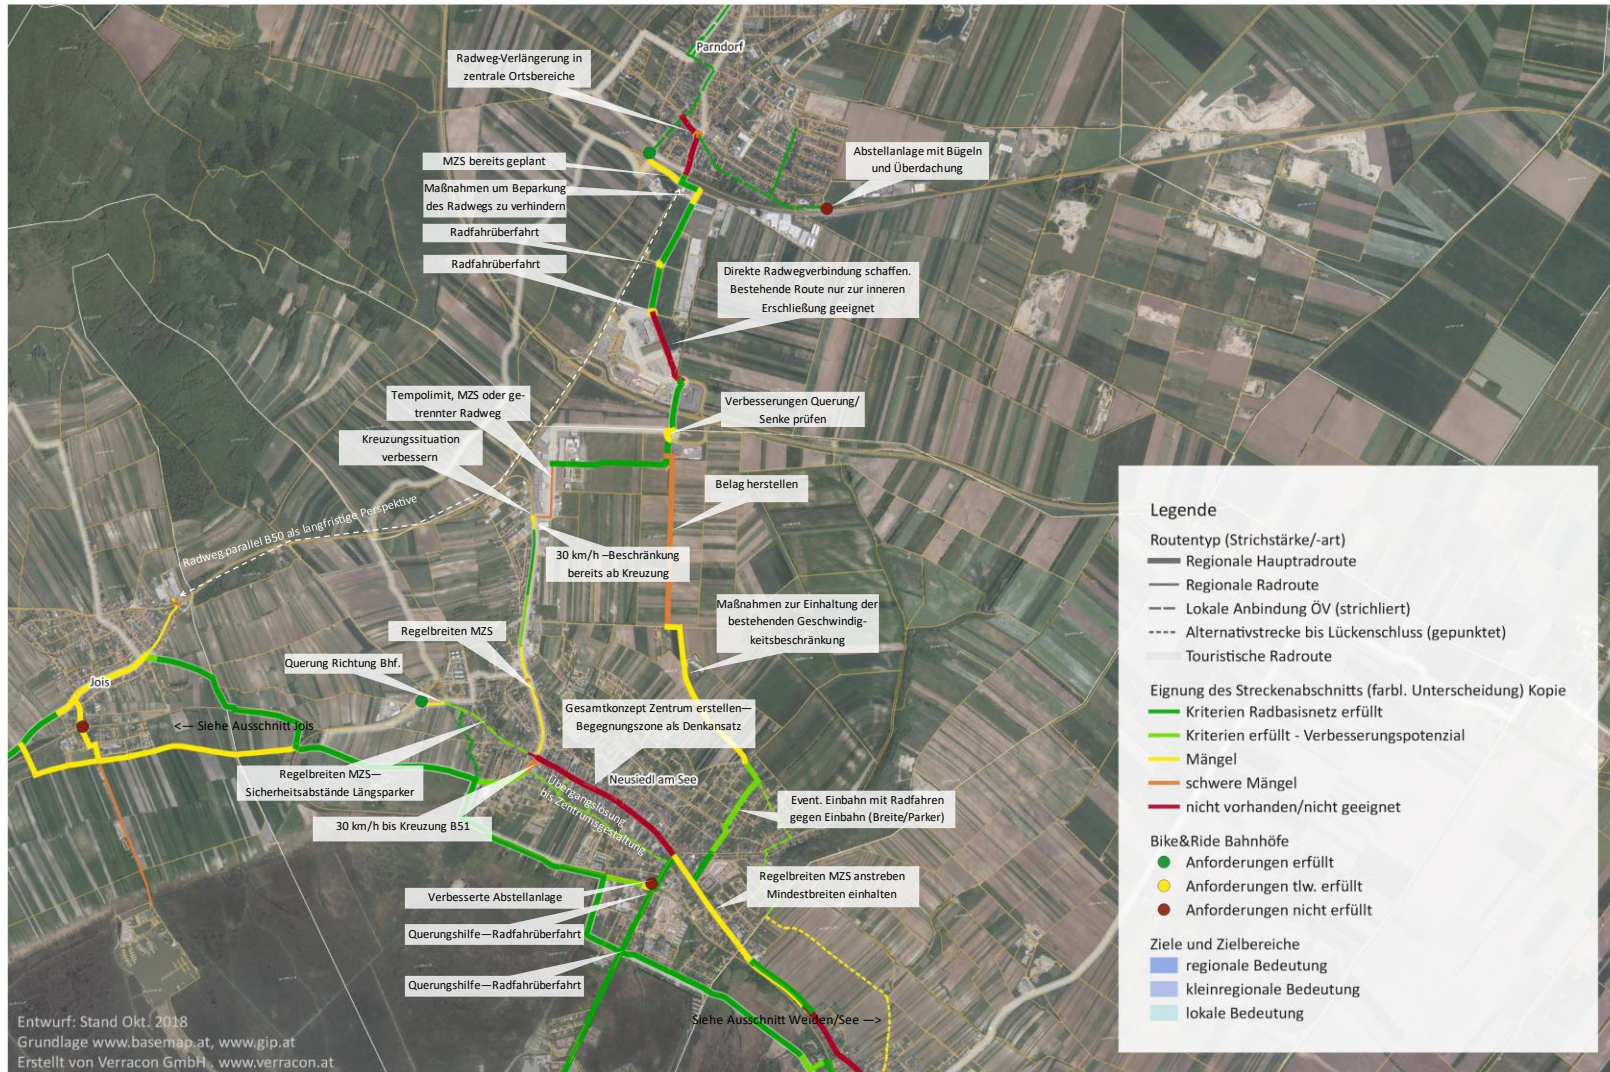 Parndorf
Radweg-Verlängerung in
zentrale Ortsbereiche
MZS bereits geplant
Maßnahmen um Beparkung
des Radwegs zu verhindern
Radfahrüberfahrt
Radfahrüberfahrt
Abstellanlage mit Bügeln
und Überdachung
Direkte Radwegverbindung schaffen.
Bestehende Route nur zur inneren
Erschließung geeignet
Tempolimit, MZS oder ge-
trennter Radweg
Kreuzungssituation
verbessern
Verbesserungen Querung/
Senke prüfen
Belag herstellen
Radweg parallel B50 als langfristige Perspektive
30 km/h –Beschränkung
bereits ab Kreuzung
Maßnahmen zur Einhaltung der
bestehenden Geschwindig-
keitsbeschränkung
Regelbreiten MZS
Querung Richtung Bhf.
Jois
<— Siehe Ausschnitt Jois
Gesamtkonzept Zentrum erstellen—
Begegnungszone als Denkansatz
Regelbreiten MZS—
Sicherheitsabstände Längsparker
Neusiedl am See
Übergangslösung
bis Zentrumsgestaltung
30 km/h bis Kreuzung B51
Event. Einbahn mit Radfahren
gegen Einbahn (Breite/Parker)
Regelbreiten MZS anstreben
Mindestbreiten einhalten
Verbesserte Abstellanlage
Querungshilfe—Radfahrüberfahrt
Querungshilfe—Radfahrüberfahrt
Siehe Ausschnitt Weiden/See —>
Entwurf: Stand Okt. 2018
Grundlage www.basemap.at, www.gip.at
Erstellt von Verracon GmbH , www.verracon.at
Legende
Routentyp (Strichstärke/-art)
Regionale Hauptradroute
Regionale Radroute
Lokale Anbindung ÖV (strichliert)
Alternativstrecke bis Lückenschluss (gepunktet)
Touristische Radroute
Eignung des Streckenabschnitts (farbl. Unterscheidung) Kopie
Kriterien Radbasisnetz erfüllt
Kriterien erfüllt - Verbesserungspotenzial
Mängel
schwere Mängel
nicht vorhanden/nicht geeignet
Bike&Ride Bahnhöfe
Anforderungen erfüllt
Anforderungen tlw. erfüllt
Anforderungen nicht erfüllt
Ziele und Zielbereiche
regionale Bedeutung
kleinregionale Bedeutung
lokale Bedeutung